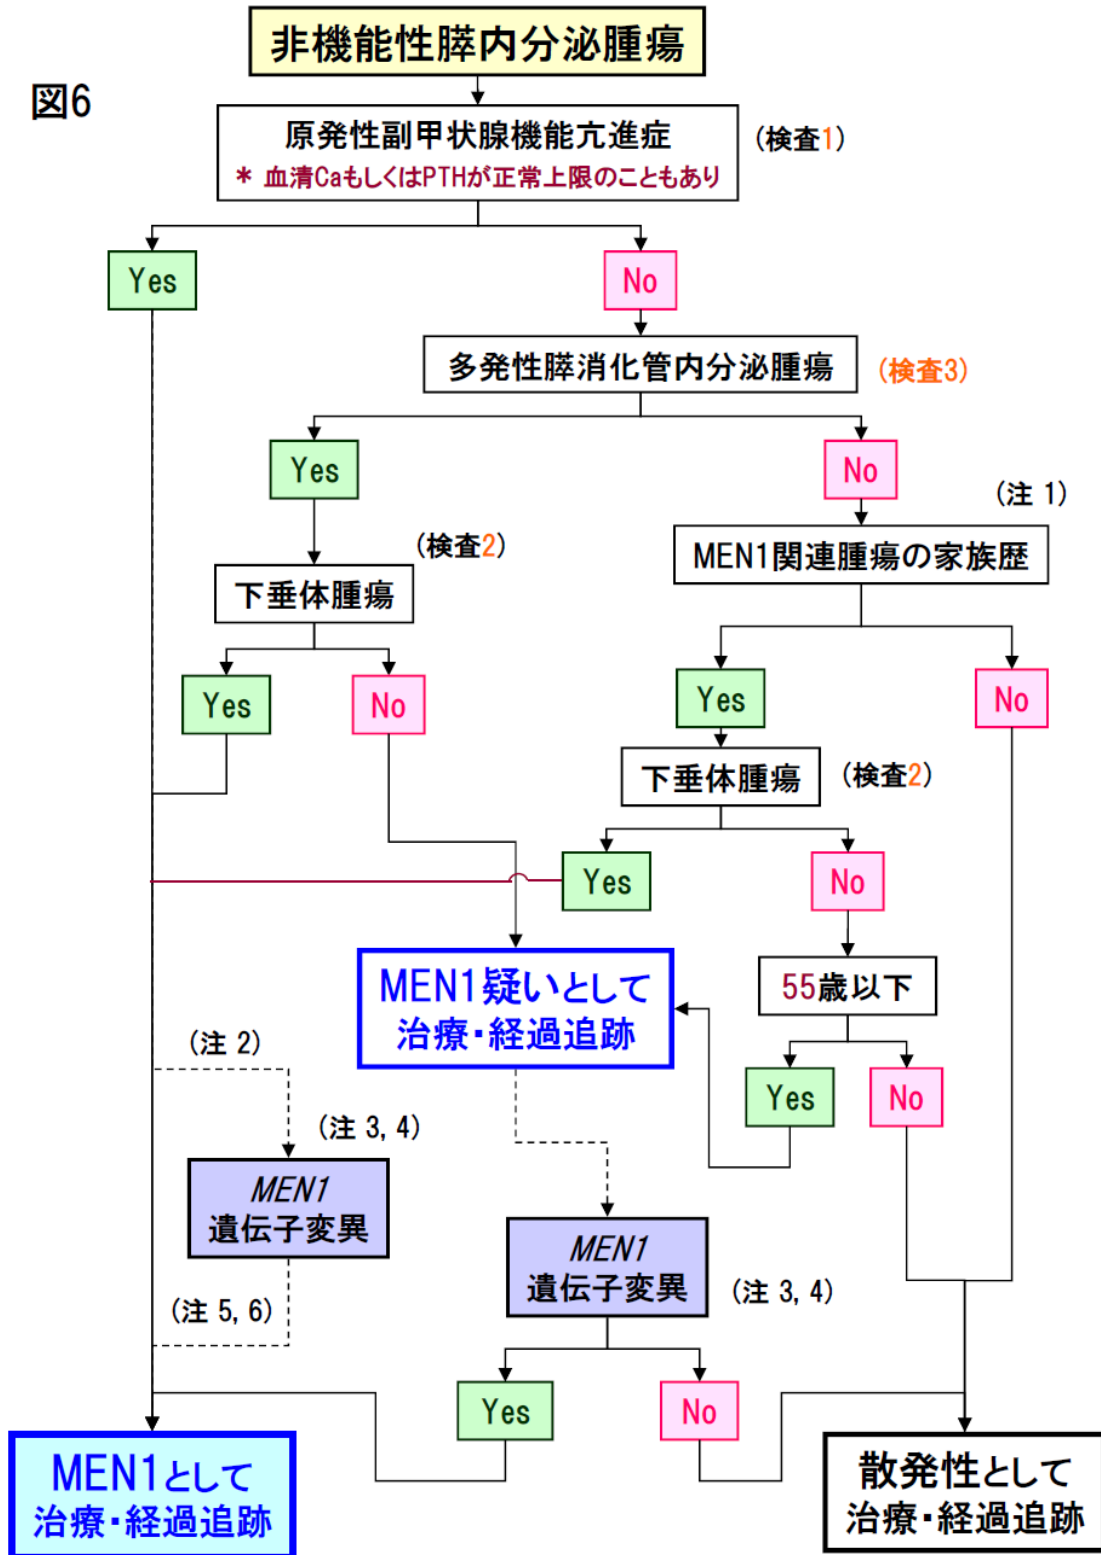 非機能性膵内分泌腫瘍
図6
原発性副甲状腺機能亢進症
(検査1)
* 血清CaもしくはPTHが正常上限のこともあり
Yes
No
多発性膵消化管内分泌腫瘍
(検査3)
Yes
No
(注 1)
(検査2)
MEN1関連腫瘍の家族歴
下垂体腫瘍
Yes
No
Yes
No
下垂体腫瘍
(検査2)
Yes
No
MEN1疑いとして
治療・経過追跡
55歳以下
(注 2)
Yes
No
(注 3, 4)
MEN1
遺伝子変異
MEN1
遺伝子変異
(注 3, 4)
(注 5, 6)
Yes
No
MEN1として
治療・経過追跡
散発性として
治療・経過追跡